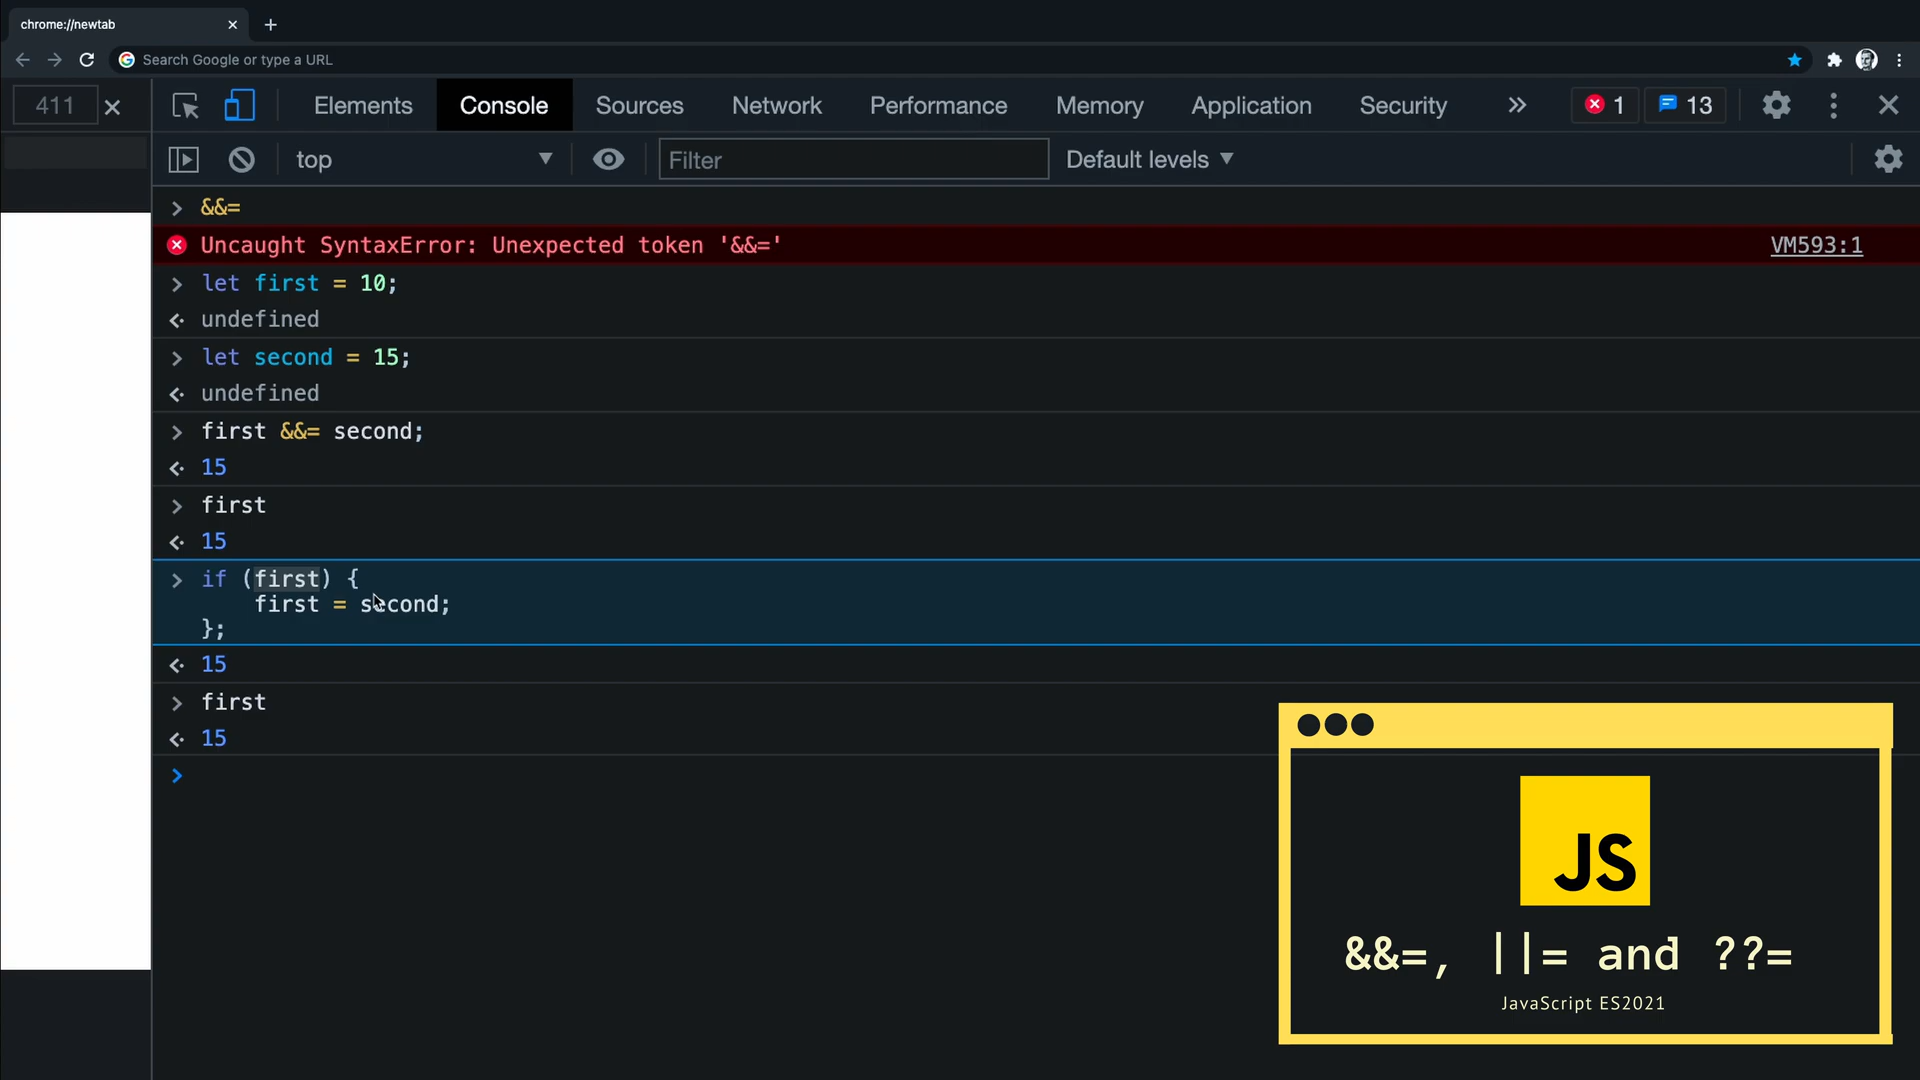 chrome://newtab
Search Google or type a URL
411
Elements Console Sources Network Performance Memory Application Security 1 13
top Filter Default levels
&&=
Uncaught SyntaxError: Unexpected token '&&=' VM593:1
let first = 10;
undefined
let second = 15;
undefined
first &&= second;
15
first
15
if (first) {
first = second;
};
15
first
15
JS
&&=, ||= and ??=
JavaScript ES2021